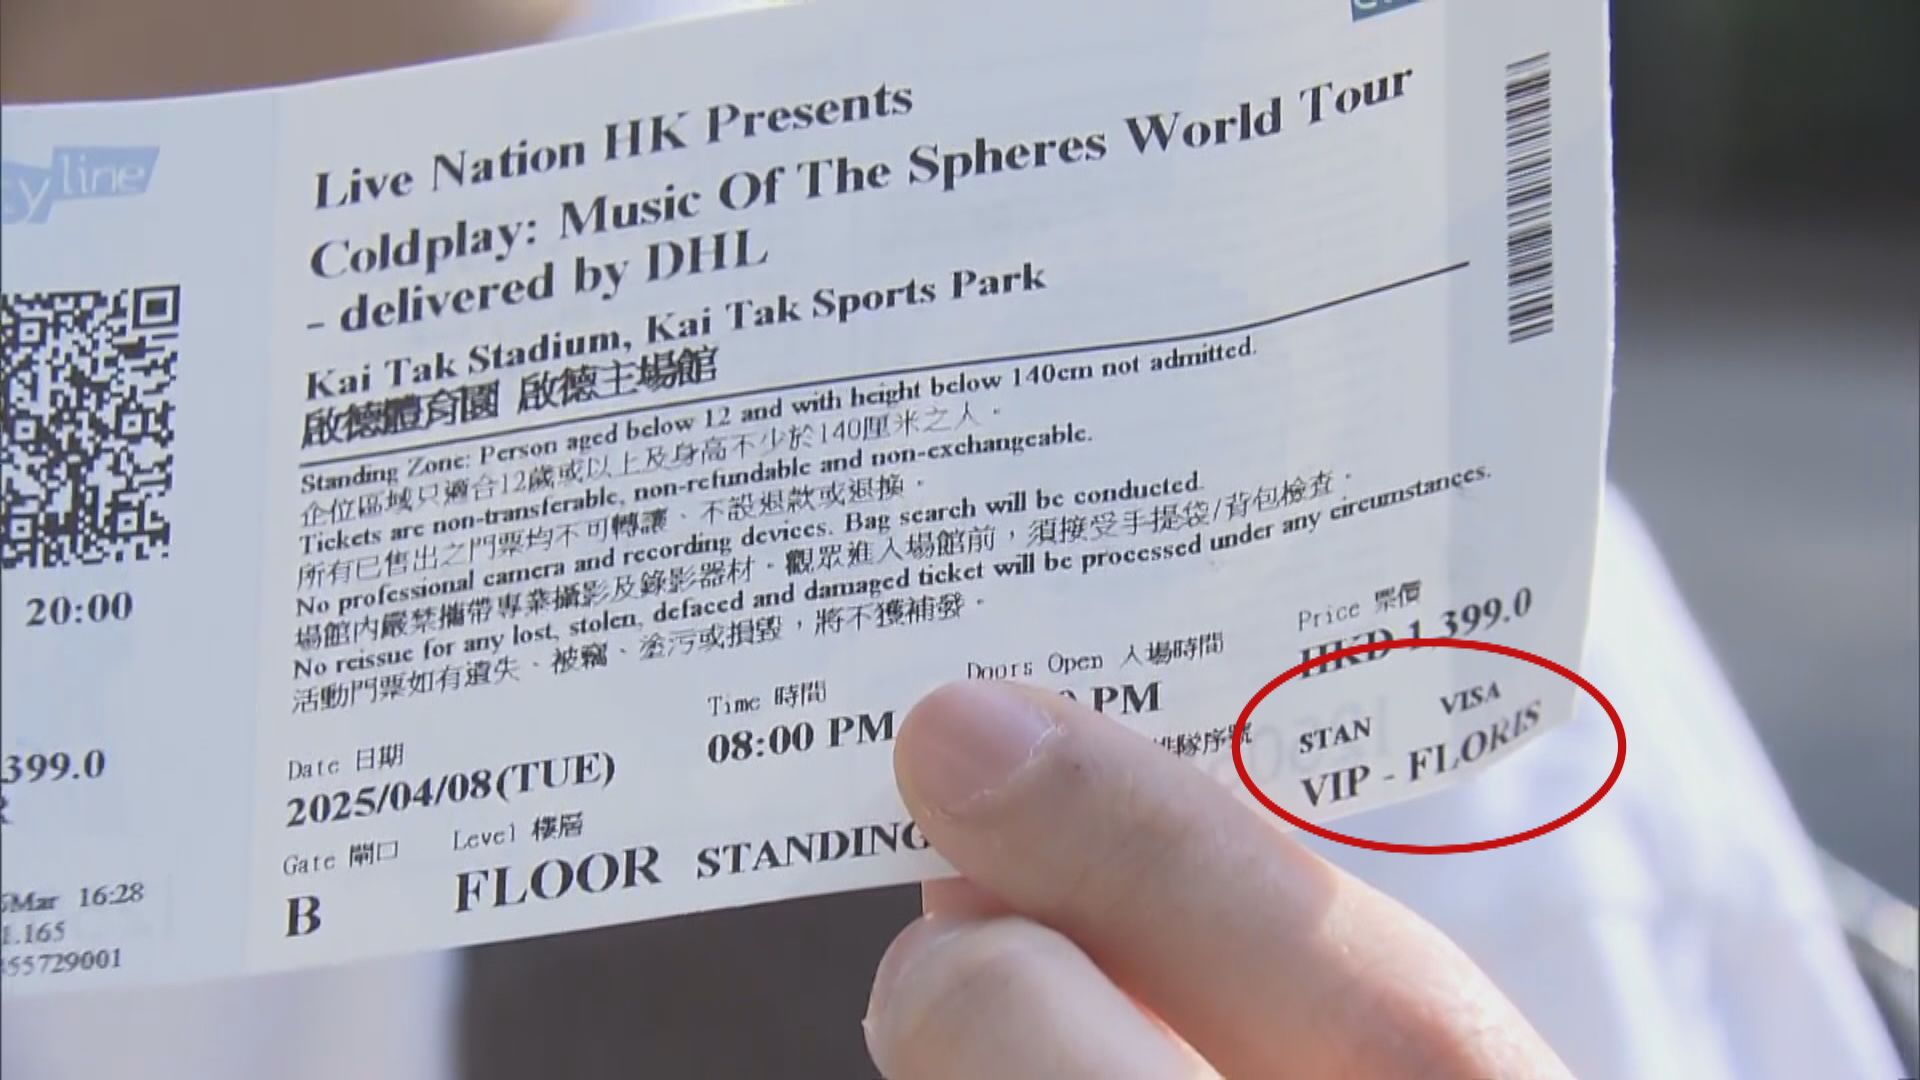 line
20:00
399.0
Mar 16:28
1.165
55729001
Live Nation HK Presents
Coldplay: Music Of The Spheres World Tour
- delivered by DHL
Kai Tak Stadium, Kai Tak Sports Park
啟德體育園 啟德主場館
Standing Zone: Person aged below 12 and with height below 140cm not admitted.
企位區域只適合12歲或以上及身高不少於140厘米之人。
Tickets are non-transferable, non-refundable and non-exchangeable.
所有已售出之門票均不可轉讓、不設退款或退換。
No professional camera and recording devices. Bag search will be conducted.
場館內嚴禁攜帶專業攝影及錄影器材。觀眾進入場館前，須接受手提袋/背包檢查。
No reissue for any lost, stolen, defaced and damaged ticket will be processed under any circumstances.
活動門票如有遺失、被竊、塗污或損毀，將不獲補發。
Date 日期 Time 時間 Doors Open 入場時間 Price 票價
2025/04/08(TUE) 08:00 PM PM HKD 1,399.0
Gate 閘口 Level 樓層 排隊序號 STAN VISA
B FLOOR STANDING VIP - FLORIS